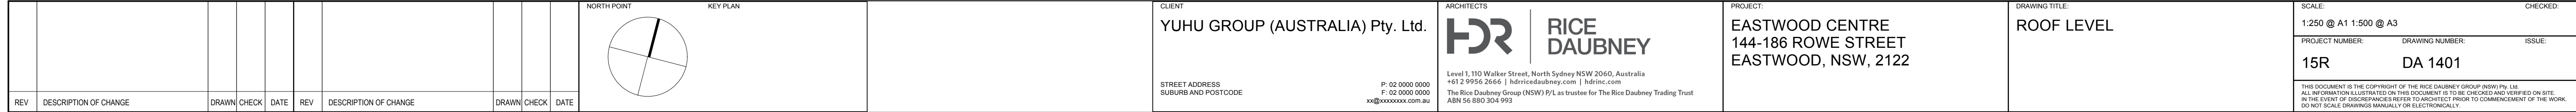 REV DESCRIPTION OF CHANGE DRAWN CHECK DATE REV DESCRIPTION OF CHANGE DRAWN CHECK DATE
NORTH POINT KEY PLAN
CLIENT
YUHU GROUP (AUSTRALIA) Pty. Ltd.
STREET ADDRESS P: 02 0000 0000
SUBURB AND POSTCODE F: 02 0000 0000
xx@xxxxxxxx.com.au
ARCHITECTS
HDR RICE
DAUBNEY
Level 1, 110 Walker Street, North Sydney NSW 2060, Australia
+61 2 9956 2666 | hdrricedaubney.com | hdrinc.com
The Rice Daubney Group (NSW) P/L as trustee for The Rice Daubney Trading Trust
ABN 56 880 304 993
PROJECT:
EASTWOOD CENTRE
144-186 ROWE STREET
EASTWOOD, NSW, 2122
DRAWING TITLE:
ROOF LEVEL
SCALE: CHECKED:
1:250 @ A1 1:500 @ A3
PROJECT NUMBER: DRAWING NUMBER: ISSUE:
15R DA 1401
THIS DOCUMENT IS THE COPYRIGHT OF THE RICE DAUBNEY GROUP (NSW) Pty. Ltd.
ALL INFORMATION ILLUSTRATED ON THIS DOCUMENT IS TO BE CHECKED AND VERIFIED ON SITE.
IN THE EVENT OF DISCREPANCIES REFER TO ARCHITECT PRIOR TO COMMENCEMENT OF THE WORK.
DO NOT SCALE DRAWINGS MANUALLY OR ELECTRONICALLY.